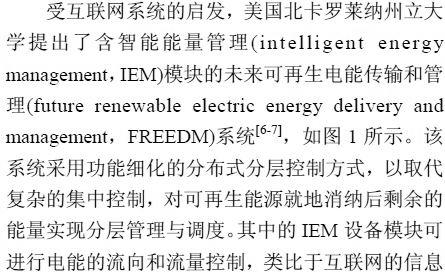 受互联网系统的启发，美国北卡罗莱纳州立大
学提出了含智能能量管理(intelligent energy
management，IEM)模块的未来可再生电能传输和管
理(future renewable electric energy delivery and
management，FREEDM)系统[6-7]，如图 1 所示。该
系统采用功能细化的分布式分层控制方式，以取代
复杂的集中控制，对可再生能源就地消纳后剩余的
能量实现分层管理与调度。其中的 IEM 设备模块可
进行电能的流向和流量控制，类比于互联网的信息